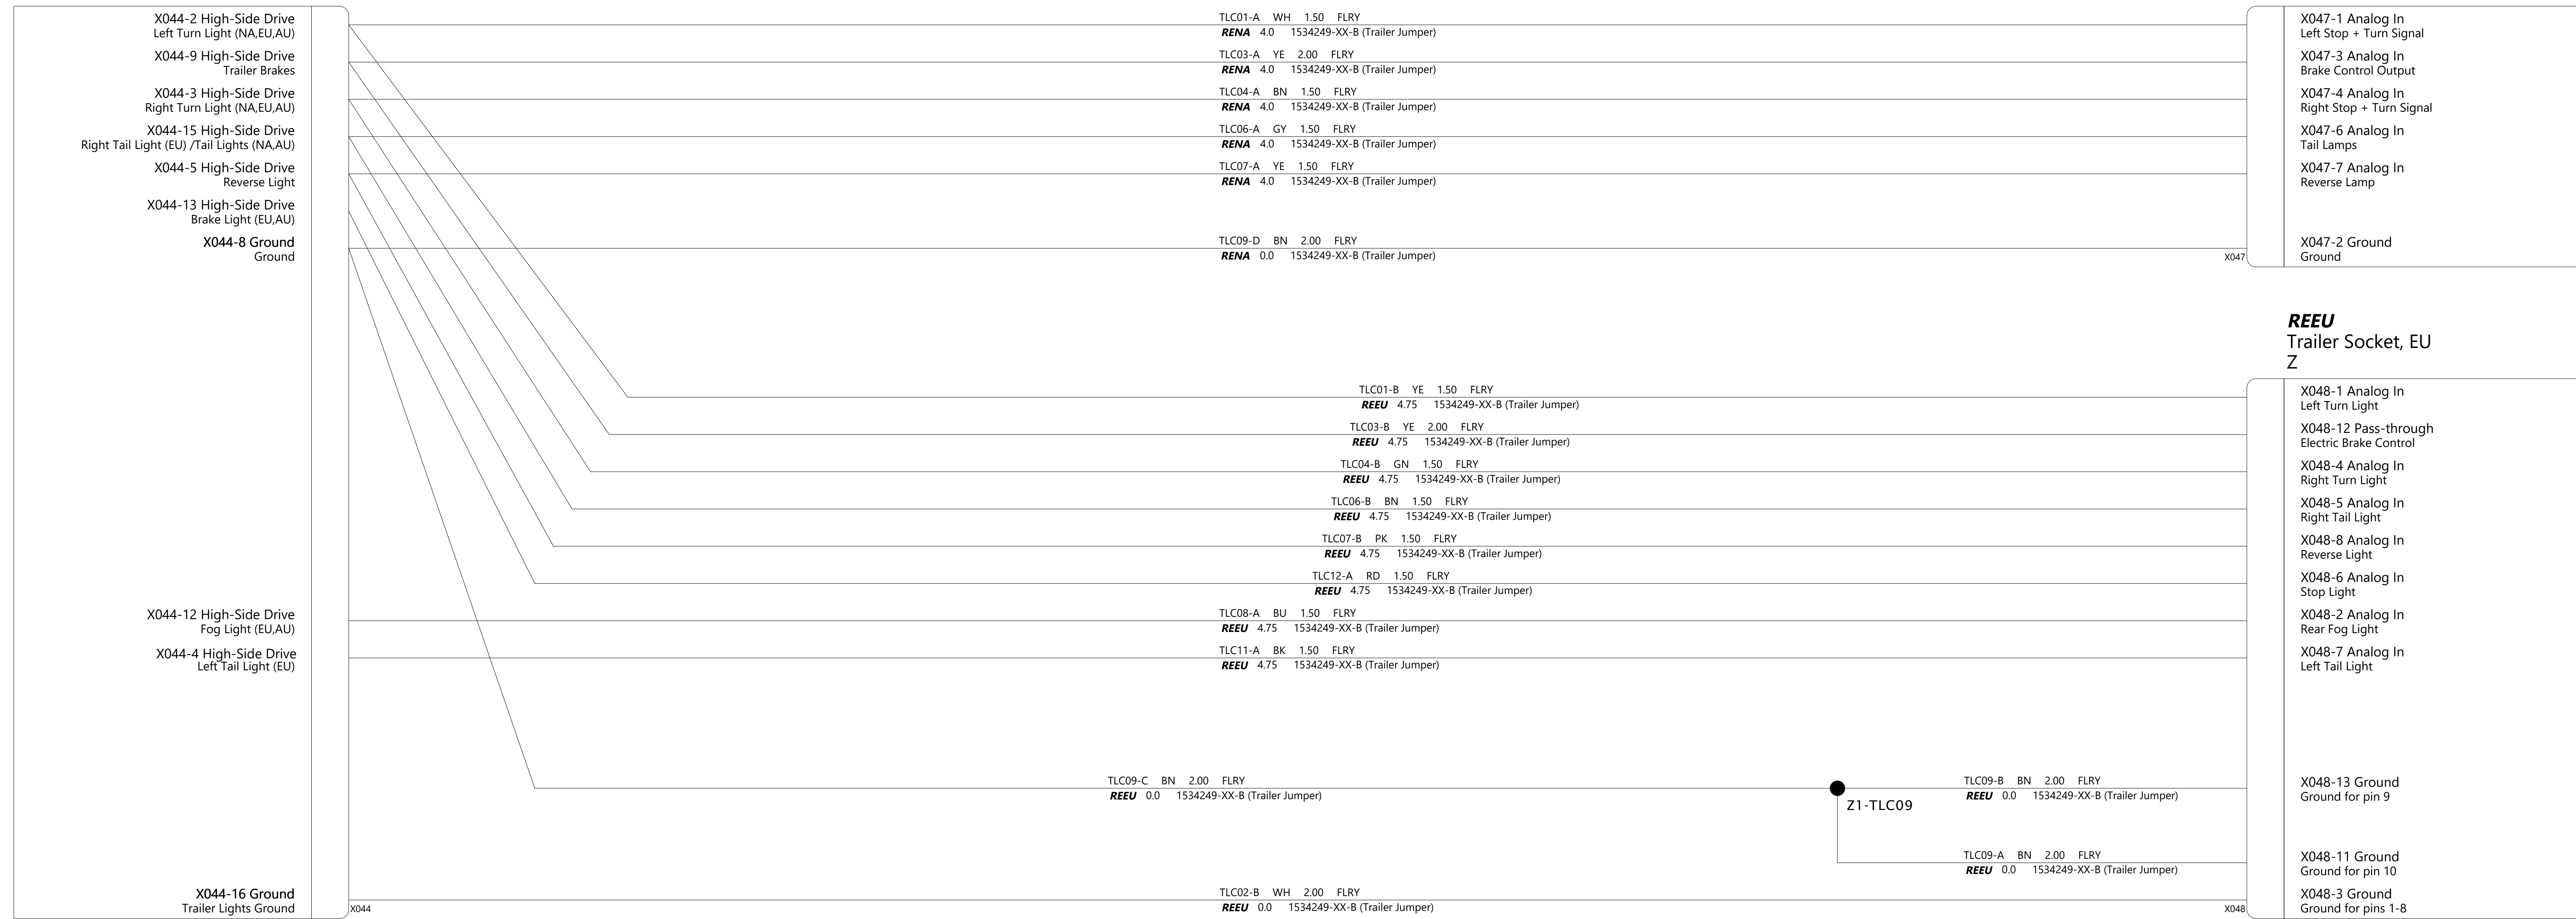 X044-2 High-Side Drive
Left Turn Light (NA,EU,AU)
X044-9 High-Side Drive
Trailer Brakes
X044-3 High-Side Drive
Right Turn Light (NA,EU,AU)
X044-15 High-Side Drive
Right Tail Light (EU) /Tail Lights (NA,AU)
X044-5 High-Side Drive
Reverse Light
X044-13 High-Side Drive
Brake Light (EU,AU)
X044-8 Ground
Ground
X044-12 High-Side Drive
Fog Light (EU,AU)
X044-4 High-Side Drive
Left Tail Light (EU)
X044-16 Ground
Trailer Lights Ground
X044
TLC01-A WH 1.50 FLRY
RENA 4.0 1534249-XX-B (Trailer Jumper)
TLC03-A YE 2.00 FLRY
RENA 4.0 1534249-XX-B (Trailer Jumper)
TLC04-A BN 1.50 FLRY
RENA 4.0 1534249-XX-B (Trailer Jumper)
TLC06-A GY 1.50 FLRY
RENA 4.0 1534249-XX-B (Trailer Jumper)
TLC07-A YE 1.50 FLRY
RENA 4.0 1534249-XX-B (Trailer Jumper)
TLC09-D BN 2.00 FLRY
RENA 0.0 1534249-XX-B (Trailer Jumper)
X047
X047-1 Analog In
Left Stop + Turn Signal
X047-3 Analog In
Brake Control Output
X047-4 Analog In
Right Stop + Turn Signal
X047-6 Analog In
Tail Lamps
X047-7 Analog In
Reverse Lamp
X047-2 Ground
Ground
REEU
Trailer Socket, EU
Z
TLC01-B YE 1.50 FLRY
REEU 4.75 1534249-XX-B (Trailer Jumper)
TLC03-B YE 2.00 FLRY
REEU 4.75 1534249-XX-B (Trailer Jumper)
TLC04-B GN 1.50 FLRY
REEU 4.75 1534249-XX-B (Trailer Jumper)
TLC06-B BN 1.50 FLRY
REEU 4.75 1534249-XX-B (Trailer Jumper)
TLC07-B PK 1.50 FLRY
REEU 4.75 1534249-XX-B (Trailer Jumper)
TLC12-A RD 1.50 FLRY
REEU 4.75 1534249-XX-B (Trailer Jumper)
TLC08-A BU 1.50 FLRY
REEU 4.75 1534249-XX-B (Trailer Jumper)
TLC11-A BK 1.50 FLRY
REEU 4.75 1534249-XX-B (Trailer Jumper)
TLC09-C BN 2.00 FLRY
REEU 0.0 1534249-XX-B (Trailer Jumper)
Z1-TLC09
TLC09-B BN 2.00 FLRY
REEU 0.0 1534249-XX-B (Trailer Jumper)
TLC09-A BN 2.00 FLRY
REEU 0.0 1534249-XX-B (Trailer Jumper)
TLC02-B WH 2.00 FLRY
REEU 0.0 1534249-XX-B (Trailer Jumper)
X048
X048-1 Analog In
Left Turn Light
X048-12 Pass-through
Electric Brake Control
X048-4 Analog In
Right Turn Light
X048-5 Analog In
Right Tail Light
X048-8 Analog In
Reverse Light
X048-6 Analog In
Stop Light
X048-2 Analog In
Rear Fog Light
X048-7 Analog In
Left Tail Light
X048-13 Ground
Ground for pin 9
X048-11 Ground
Ground for pin 10
X048-3 Ground
Ground for pins 1-8